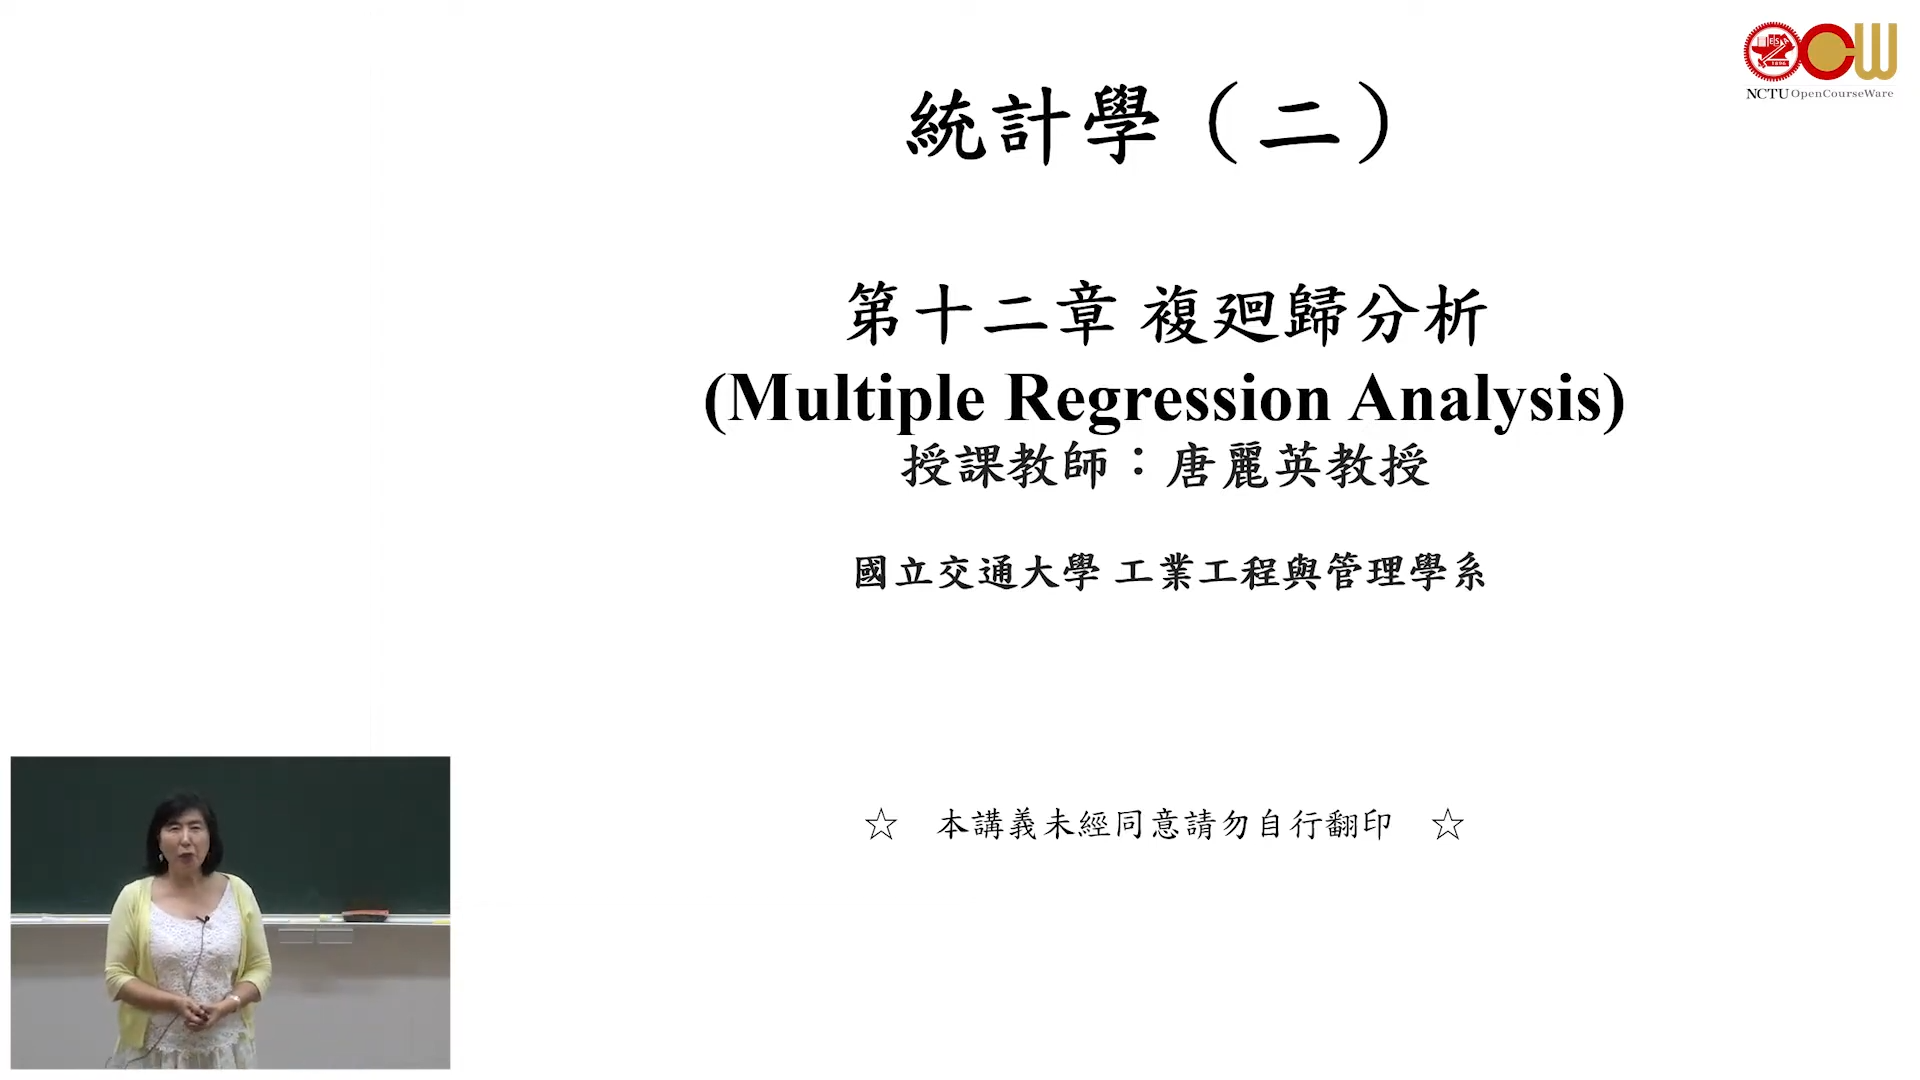 NCTU OpenCourseWare
統計學（二）
第十二章 複迴歸分析
(Multiple Regression Analysis)
授課教師：唐麗英教授
國立交通大學 工業工程與管理學系
☆ 本講義未經同意請勿自行翻印 ☆